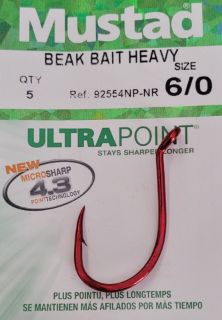 Mustad
BEAK BAIT HEAVY
QTY
5
Ref: 92554NP-NR
SIZE
6/0
ULTRAPOINT
STAYS SHARPER LONGER
NEW
MICROSHARP
4.3
POINT TECHNOLOGY
PLUS POINTU, PLUS LONGTEMPS
SE MANTIENEN MÁS AFILADOS POR MÁS TIEMPO